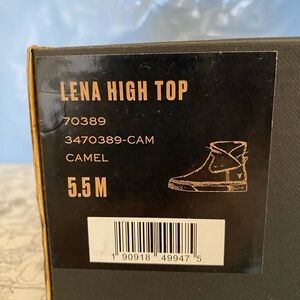 LENA HIGH TOP
70389
3470389-CAM
CAMEL
5.5 M
1 90918 49947 5